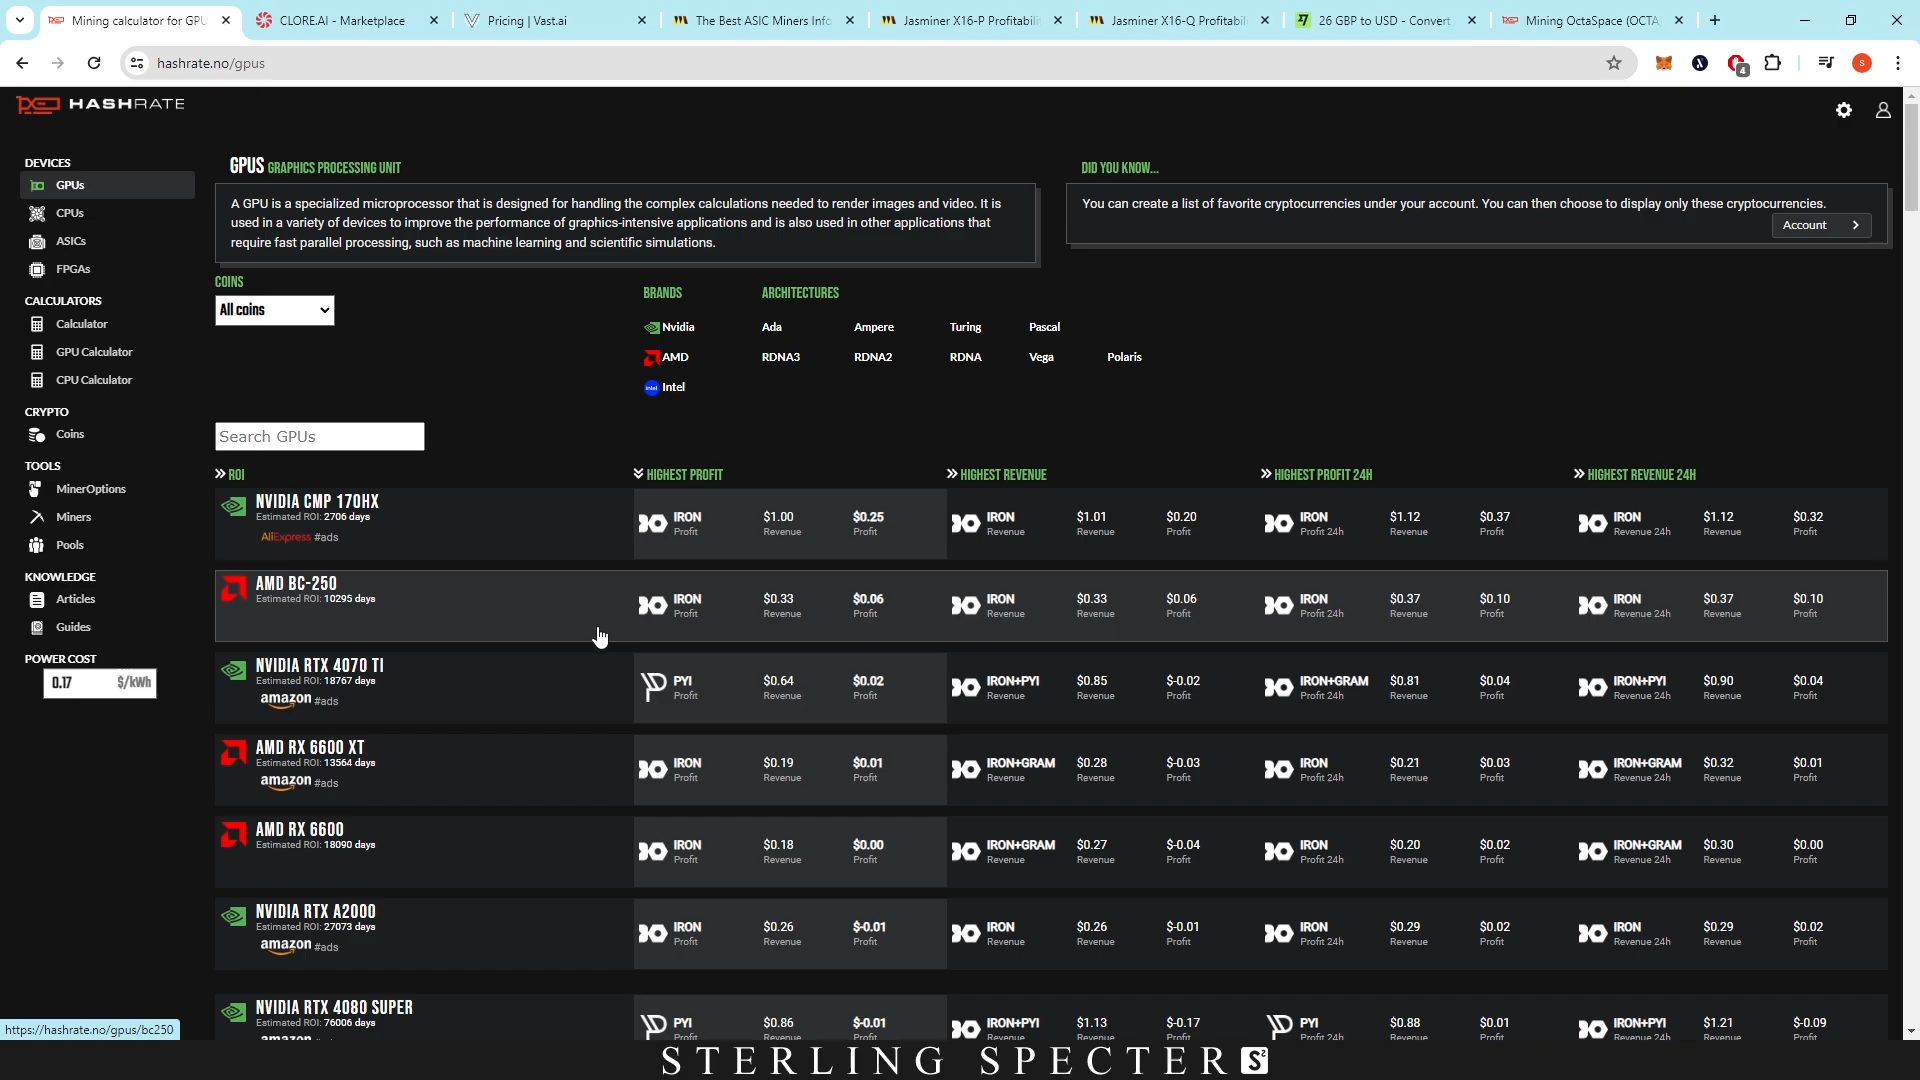 Mining calculator for GPU
CLORE.AI - Marketplace
Pricing | Vast.ai
The Best ASIC Miners Info
Jasminer X16-P Profitabili
Jasminer X16-Q Profitabil
26 GBP to USD - Convert
Mining OctaSpace (OCTA
hashrate.no/gpus
4
S
HASHRATE
DEVICES
GPUs
CPUs
ASICs
FPGAs
CALCULATORS
Calculator
GPU Calculator
CPU Calculator
CRYPTO
Coins
TOOLS
MinerOptions
Miners
Pools
KNOWLEDGE
Articles
Guides
POWER COST
0.17 $/kWh
GPUS GRAPHICS PROCESSING UNIT
A GPU is a specialized microprocessor that is designed for handling the complex calculations needed to render images and video. It is
used in a variety of devices to improve the performance of graphics-intensive applications and is also used in other applications that
require fast parallel processing, such as machine learning and scientific simulations.
DID YOU KNOW...
You can create a list of favorite cryptocurrencies under your account. You can then choose to display only these cryptocurrencies.
Account
COINS
All coins
BRANDS ARCHITECTURES
Nvidia Ada Ampere Turing Pascal
AMD RDNA3 RDNA2 RDNA Vega Polaris
intel Intel
Search GPUs
ROI HIGHEST PROFIT HIGHEST REVENUE HIGHEST PROFIT 24H HIGHEST REVENUE 24H
NVIDIA CMP 170HX
Estimated ROI: 2706 days
AliExpress #ads
IRON $1.00 $0.25 IRON $1.01 $0.20 IRON $1.12 $0.37 IRON $1.12 $0.32
Profit Revenue Profit Revenue Revenue Profit Profit 24h Revenue Profit Revenue 24h Revenue Profit
AMD BC-250
Estimated ROI: 10295 days
IRON $0.33 $0.06 IRON $0.33 $0.06 IRON $0.37 $0.10 IRON $0.37 $0.10
Profit Revenue Profit Revenue Revenue Profit Profit 24h Revenue Profit Revenue 24h Revenue Profit
NVIDIA RTX 4070 TI
Estimated ROI: 18767 days
amazon #ads
PYI $0.64 $0.02 IRON+PYI $0.85 $-0.02 IRON+GRAM $0.81 $0.04 IRON+PYI $0.90 $0.04
Profit Revenue Profit Revenue Revenue Profit Profit 24h Revenue Profit Revenue 24h Revenue Profit
AMD RX 6600 XT
Estimated ROI: 13564 days
amazon #ads
IRON $0.19 $0.01 IRON+GRAM $0.28 $-0.03 IRON $0.21 $0.03 IRON+GRAM $0.32 $0.01
Profit Revenue Profit Revenue Revenue Profit Profit 24h Revenue Profit Revenue 24h Revenue Profit
AMD RX 6600
Estimated ROI: 18090 days
IRON $0.18 $0.00 IRON+GRAM $0.27 $-0.04 IRON $0.20 $0.02 IRON+GRAM $0.30 $0.00
Profit Revenue Profit Revenue Revenue Profit Profit 24h Revenue Profit Revenue 24h Revenue Profit
NVIDIA RTX A2000
Estimated ROI: 27073 days
amazon #ads
IRON $0.26 $-0.01 IRON $0.26 $-0.01 IRON $0.29 $0.02 IRON $0.29 $0.02
Profit Revenue Profit Revenue Revenue Profit Profit 24h Revenue Profit Revenue 24h Revenue Profit
NVIDIA RTX 4080 SUPER
Estimated ROI: 76006 days
amazon #ads
PYI $0.86 $-0.01 IRON+PYI $1.13 $-0.17 PYI $0.88 $0.01 IRON+PYI $1.21 $-0.09
Profit Revenue Profit Revenue Revenue Profit Profit 24h Revenue Profit Revenue 24h Revenue Profit
https://hashrate.no/gpus/bc250
STERLING SPECTER S²